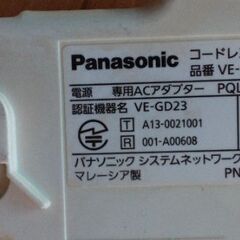 Panasonic コードレ
品番 VE-
電源 専用ACアダプター PQL
認証機器名 VE-GD23
T A13-0021001
R 001-A00608
パナソニック システムネットワーク
マレーシア製 PN